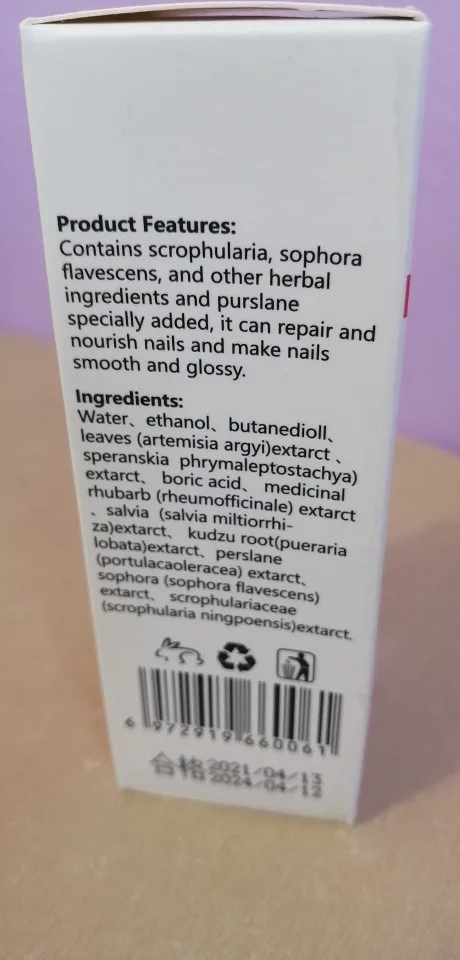 Product Features:
Contains scrophularia, sophora
flavescens, and other herbal
ingredients and purslane
specially added, it can repair and
nourish nails and make nails
smooth and glossy.
Ingredients:
Water、ethanol、butanedioll、
leaves (artemisia argyi)extarct 、
speranskia phrymaleptostachya)
extarct、 boric acid、 medicinal
rhubarb (rheumofficinale) extarct
、salvia (salvia miltiorrhi-
za)extarct、 kudzu root(pueraria
lobata)extarct、perslane
(portulacaoleracea) extarct、
sophora (sophora flavescens)
extarct、 scrophulariaceae
(scrophularia ningpoensis)extarct.
6 972919 660061
合格 2021/04/13
合格 2024/04/12